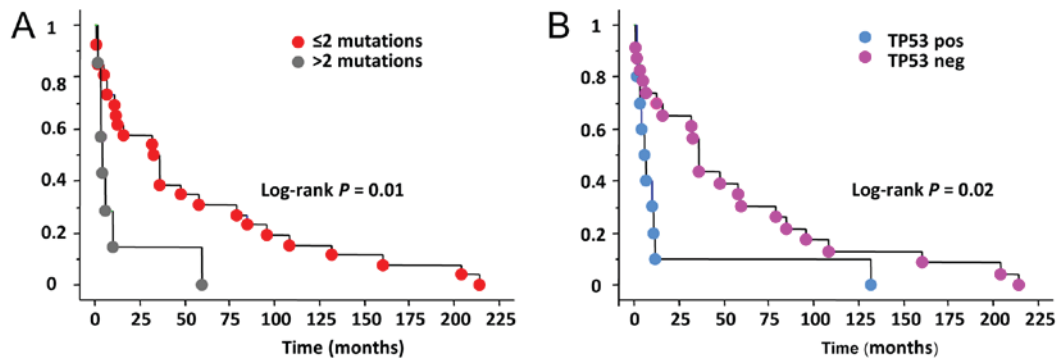 A
≤2 mutations
>2 mutations
Log-rank P = 0.01
1
0.8
0.6
0.4
0.2
0
0 25 50 75 100 125 150 175 200 225
Time (months)
B
TP53 pos
TP53 neg
Log-rank P = 0.02
1
0.8
0.6
0.4
0.2
0
0 25 50 75 100 125 150 175 200 225
Time (months)